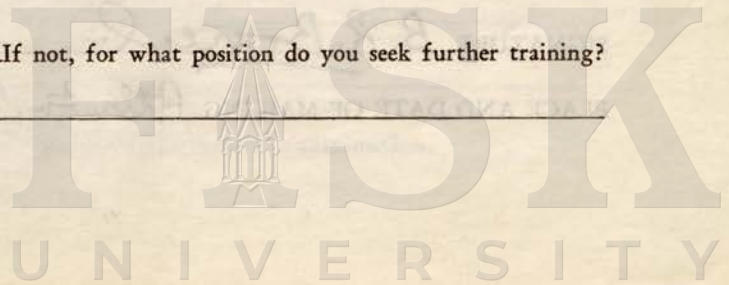 If not, for what position do you seek further training?
FISK
UNIVERSITY